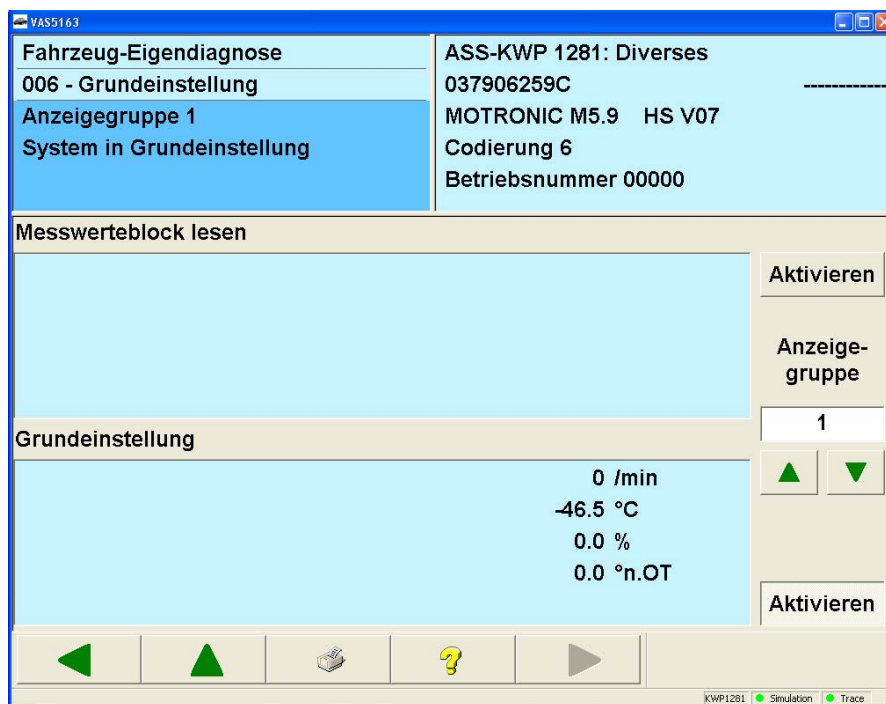 VAS5163
Fahrzeug-Eigendiagnose
006 - Grundeinstellung
Anzeigegruppe 1
System in Grundeinstellung
ASS-KWP 1281: Diverses
037906259C ------------
MOTRONIC M5.9 HS V07
Codierung 6
Betriebsnummer 00000
Messwerteblock lesen
Aktivieren
Anzeige-
gruppe
1
Grundeinstellung
0 /min
-46.5 °C
0.0 %
0.0 °n.OT
Aktivieren
KWP1281 Simulation Trace